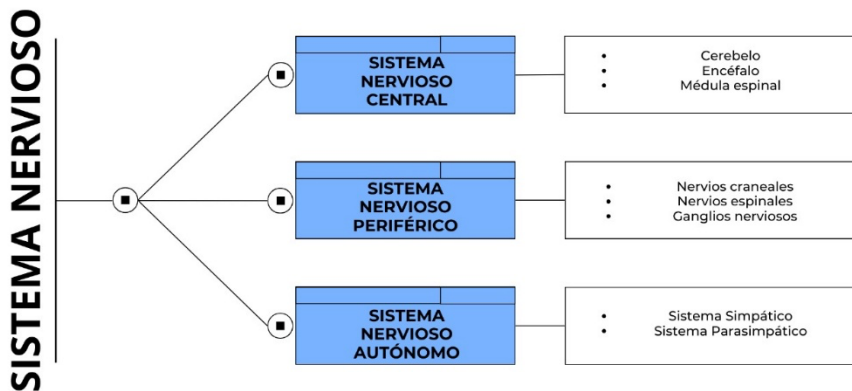 SISTEMA NERVIOSO
SISTEMA
NERVIOSO
CENTRAL
• Cerebelo
• Encéfalo
• Médula espinal
SISTEMA
NERVIOSO
PERIFÉRICO
• Nervios craneales
• Nervios espinales
• Ganglios nerviosos
SISTEMA
NERVIOSO
AUTÓNOMO
• Sistema Simpático
• Sistema Parasimpático